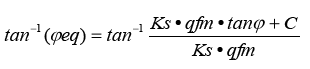 tan⁻¹(φeq) = tan⁻¹ (Ks • qfm • tanφ + C) / (Ks • qfm)